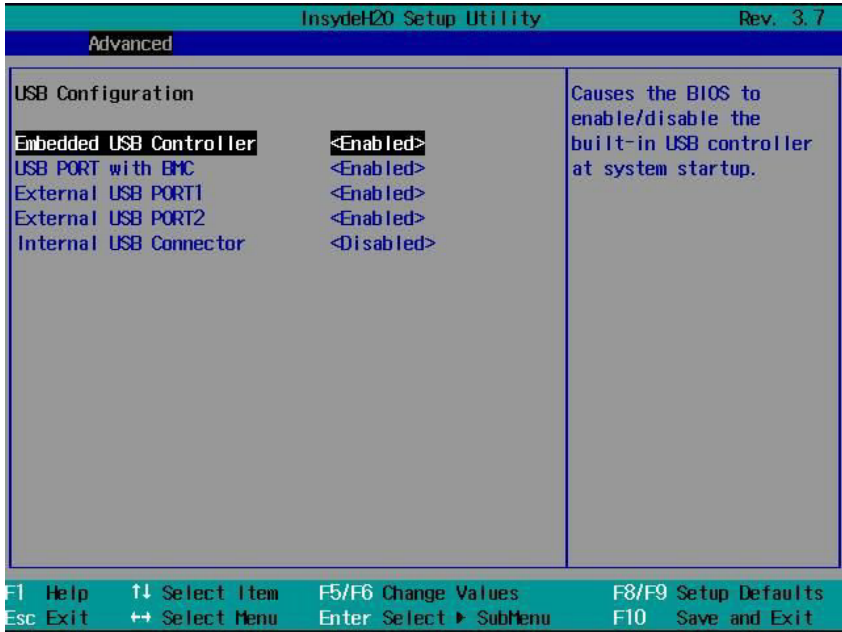 InsydeH2O Setup Utility Rev. 3.7
Advanced
USB Configuration
Embedded USB Controller <Enabled>
USB PORT with BMC <Enabled>
External USB PORT1 <Enabled>
External USB PORT2 <Enabled>
Internal USB Connector <Disabled>
Causes the BIOS to
enable/disable the
built-in USB controller
at system startup.
F1 Help ↑↓ Select Item F5/F6 Change Values F8/F9 Setup Defaults
Esc Exit ↔ Select Menu Enter Select ▶ SubMenu F10 Save and Exit